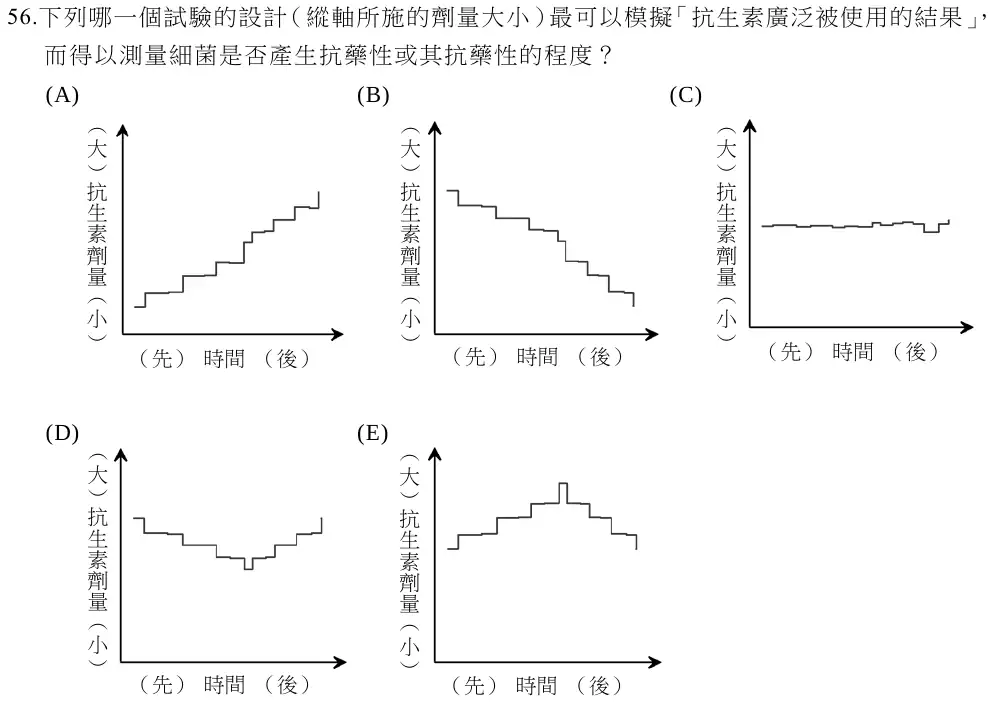 56.下列哪一個試驗的設計（縱軸所施的劑量大小）最可以模擬「抗生素廣泛被使用的結果」，
而得以測量細菌是否產生抗藥性或其抗藥性的程度？
(A)
（大）抗生素劑量（小）
（先） 時間 （後）
(B)
（大）抗生素劑量（小）
（先） 時間 （後）
(C)
（大）抗生素劑量（小）
（先） 時間 （後）
(D)
（大）抗生素劑量（小）
（先） 時間 （後）
(E)
（大）抗生素劑量（小）
（先） 時間 （後）